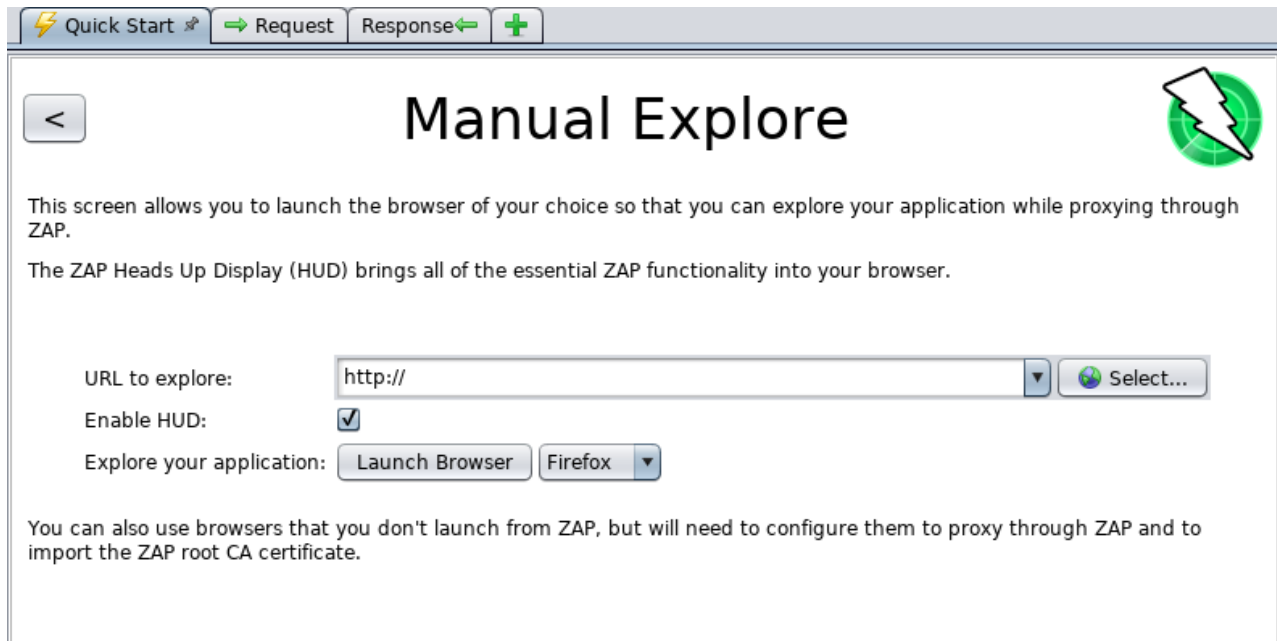 Quick Start Request Response
< Manual Explore
This screen allows you to launch the browser of your choice so that you can explore your application while proxying through
ZAP.
The ZAP Heads Up Display (HUD) brings all of the essential ZAP functionality into your browser.
URL to explore: http:// Select...
Enable HUD:
Explore your application: Launch Browser Firefox
You can also use browsers that you don't launch from ZAP, but will need to configure them to proxy through ZAP and to
import the ZAP root CA certificate.